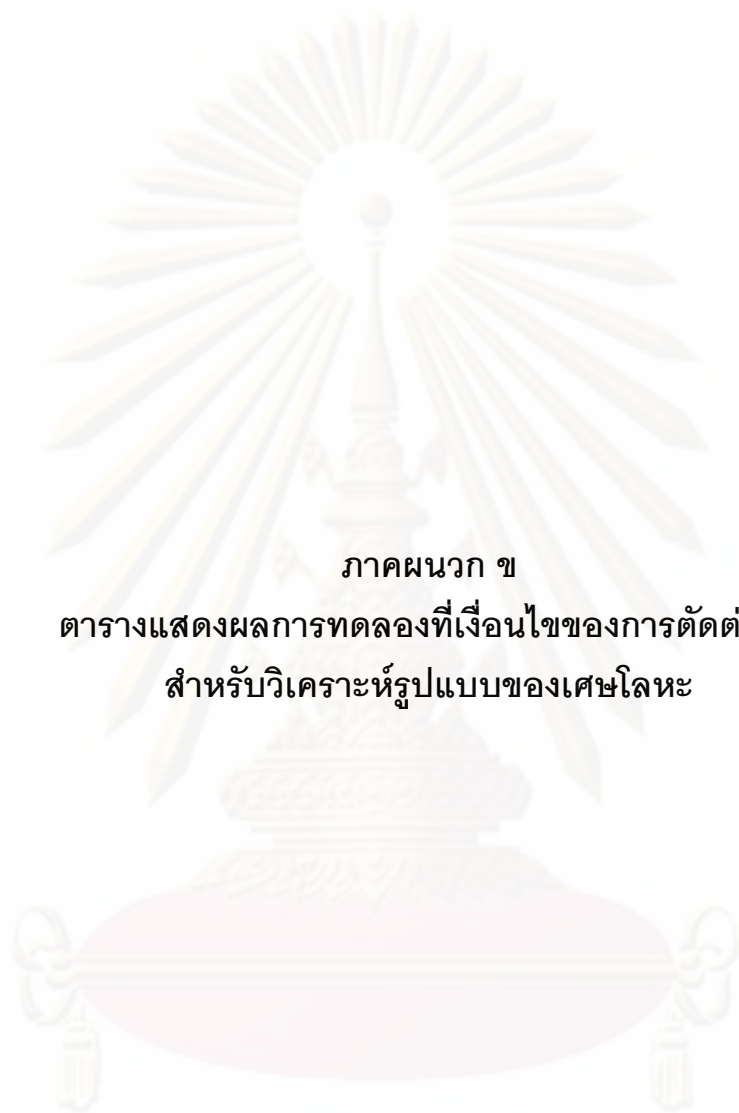 ภาคผนวก ข
ตารางแสดงผลการทดลองที่เงื่อนไขของการตัดต่
สำหรับวิเคราะห์รูปแบบของเศษโลหะ